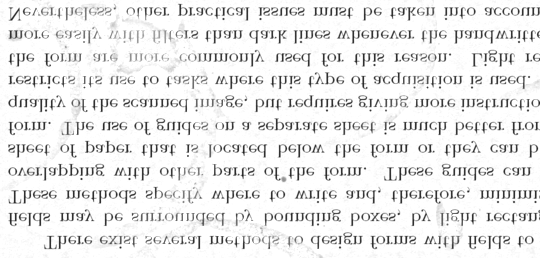 There exist several methods to design forms with fields to
fields may be surrounded by bounding boxes, by light rectang
These methods specify where to write and, therefore, minimis
overlapping with other parts of the form. These guides can
sheet of paper that is located below the form or they can b
form. The use of guides on a separate sheet is much better fro
quality of the scanned image, but requires giving more instructio
restricts its use to tasks where this type of acquisition is used.
the form are more commonly used for this reason. Light re
more easily with filters than dark lines whenever the handwritte
Nevertheless, other practical issues must be taken into accoun